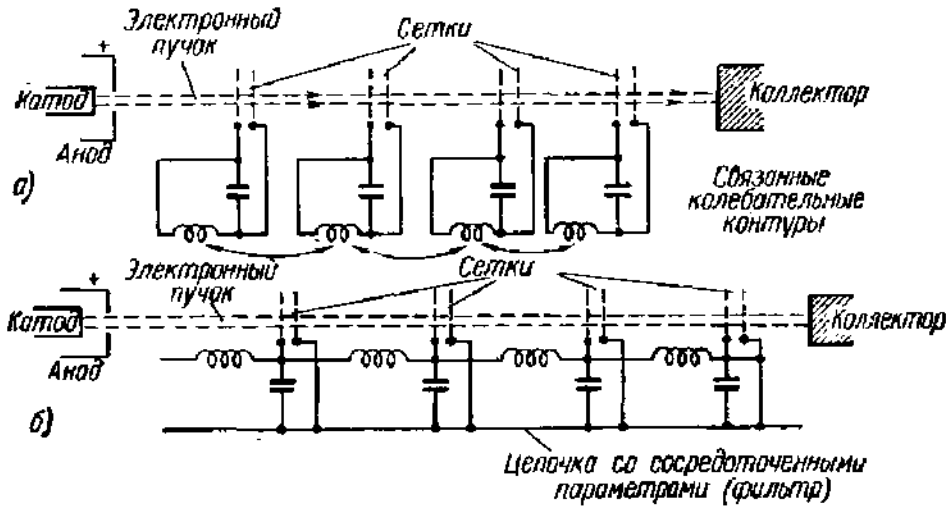 Электронный
пучок
Сетки
+
Катод
Коллектор
Анод
а)
Связанные
колебательные
контуры
Электронный
пучок
Сетки
+
Катод
Коллектор
Анод
б)
Цепочка со сосредоточенными
параметрами (фильтр)